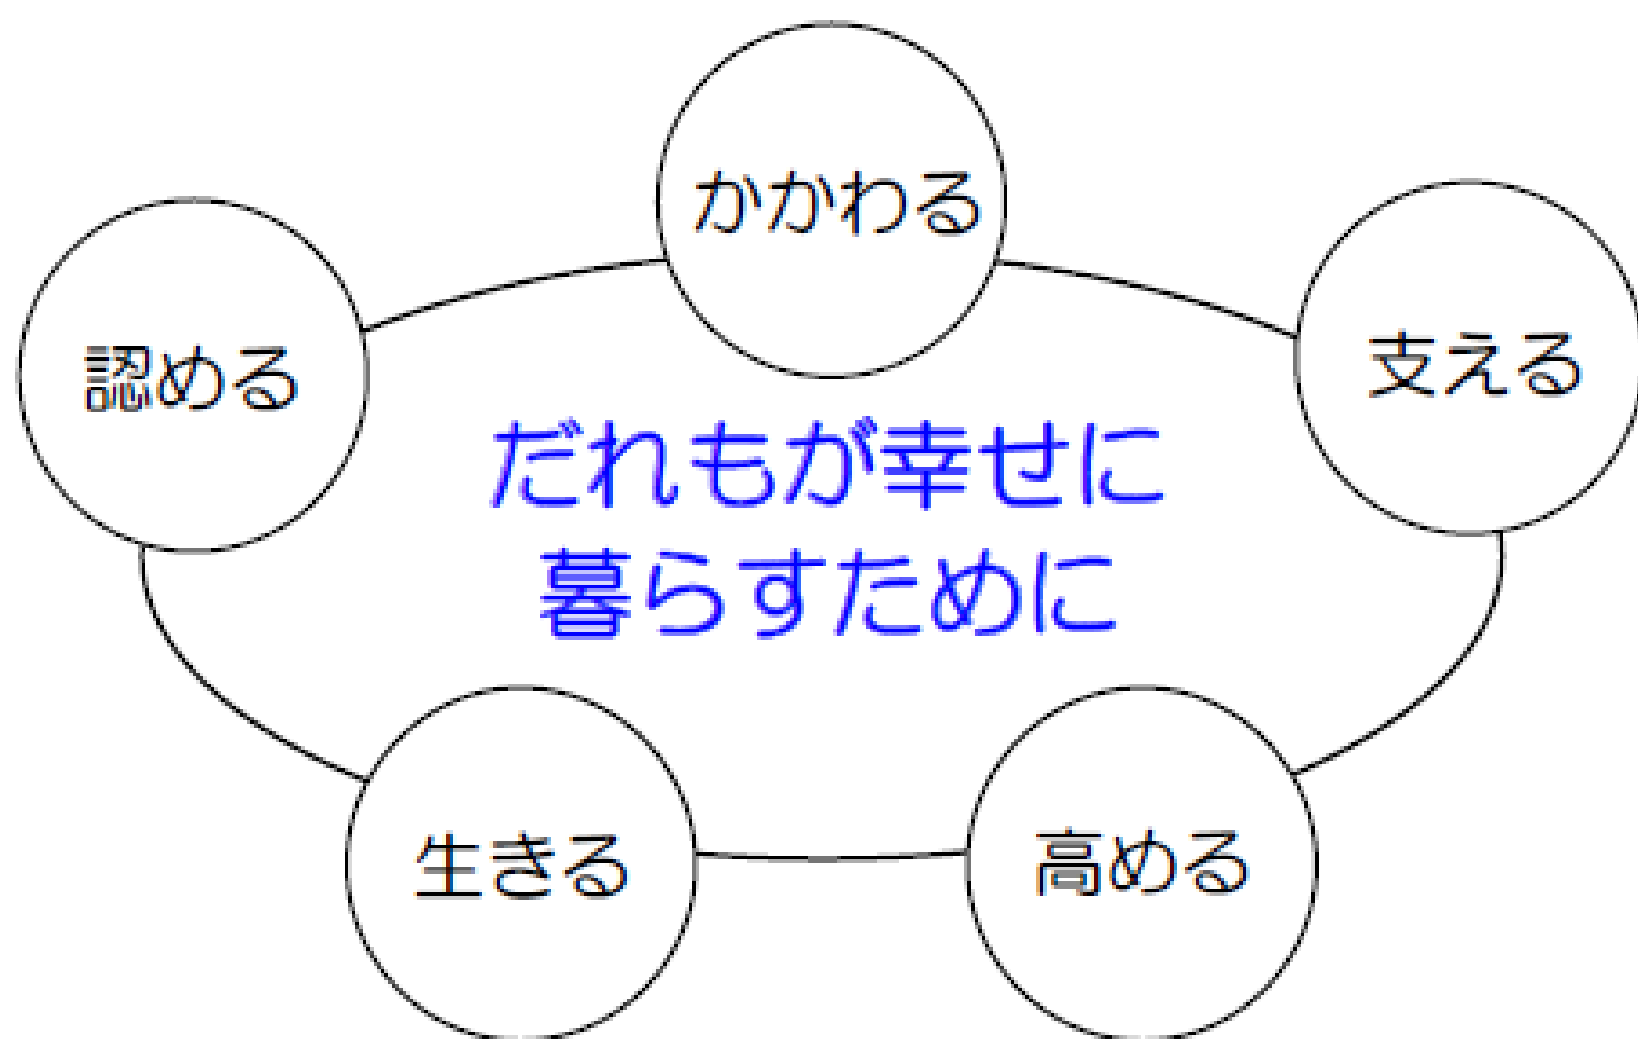 かかわる
認める
支える
だれもが幸せに
暮らすために
生きる
高める